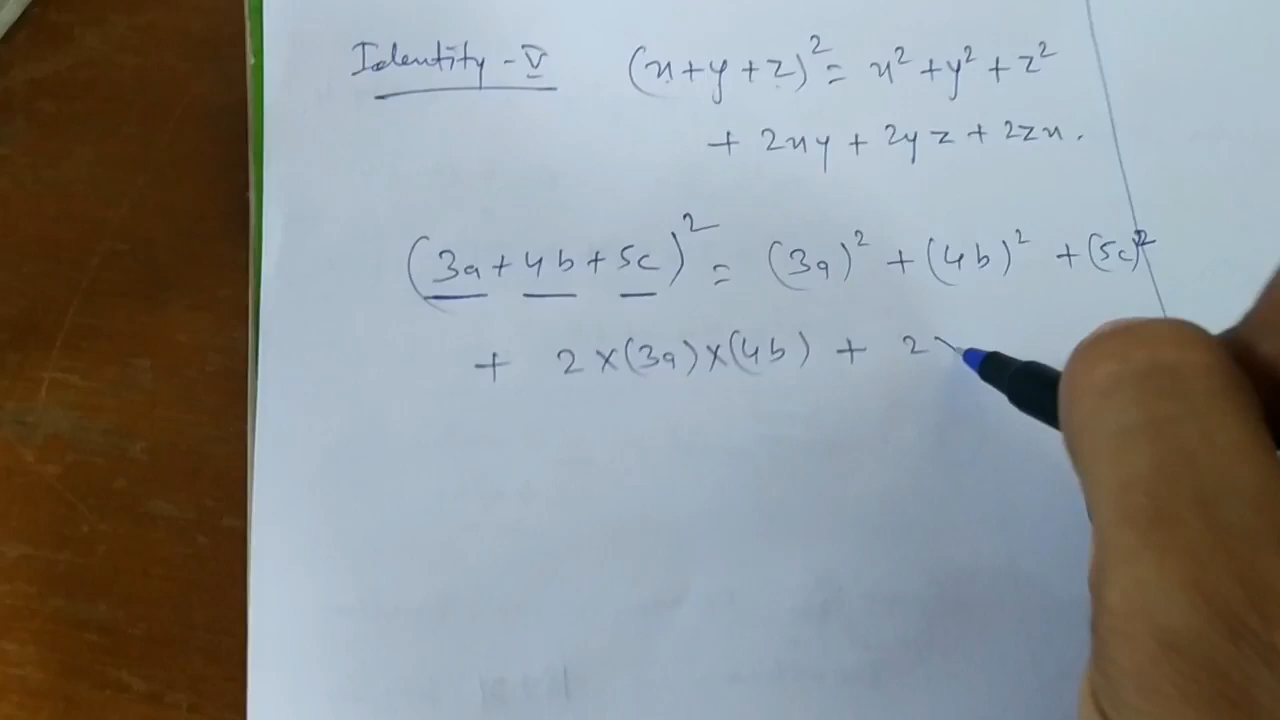 Identity - V (x+y+z)² = x² + y² + z²
+ 2xy + 2yz + 2zx.
(3a + 4b + 5c)² = (3a)² + (4b)² + (5c)²
+ 2×(3a)×(4b) + 2×